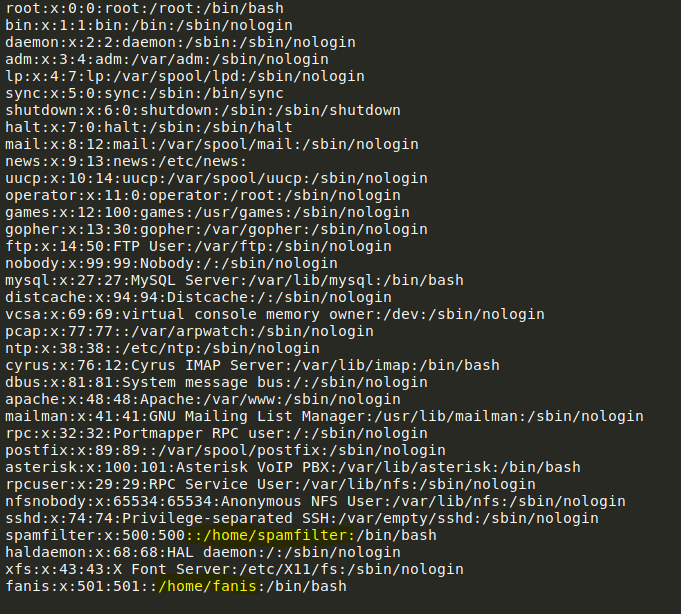 root:x:0:0:root:/root:/bin/bash
bin:x:1:1:bin:/bin:/sbin/nologin
daemon:x:2:2:daemon:/sbin:/sbin/nologin
adm:x:3:4:adm:/var/adm:/sbin/nologin
lp:x:4:7:lp:/var/spool/lpd:/sbin/nologin
sync:x:5:0:sync:/sbin:/bin/sync
shutdown:x:6:0:shutdown:/sbin:/sbin/shutdown
halt:x:7:0:halt:/sbin:/sbin/halt
mail:x:8:12:mail:/var/spool/mail:/sbin/nologin
news:x:9:13:news:/etc/news:
uucp:x:10:14:uucp:/var/spool/uucp:/sbin/nologin
operator:x:11:0:operator:/root:/sbin/nologin
games:x:12:100:games:/usr/games:/sbin/nologin
gopher:x:13:30:gopher:/var/gopher:/sbin/nologin
ftp:x:14:50:FTP User:/var/ftp:/sbin/nologin
nobody:x:99:99:Nobody:/:/sbin/nologin
mysql:x:27:27:MySQL Server:/var/lib/mysql:/bin/bash
distcache:x:94:94:Distcache:/:/sbin/nologin
vcsa:x:69:69:virtual console memory owner:/dev:/sbin/nologin
pcap:x:77:77::/var/arpwatch:/sbin/nologin
ntp:x:38:38::/etc/ntp:/sbin/nologin
cyrus:x:76:12:Cyrus IMAP Server:/var/lib/imap:/bin/bash
dbus:x:81:81:System message bus:/:/sbin/nologin
apache:x:48:48:Apache:/var/www:/sbin/nologin
mailman:x:41:41:GNU Mailing List Manager:/usr/lib/mailman:/sbin/nologin
rpc:x:32:32:Portmapper RPC user:/:/sbin/nologin
postfix:x:89:89::/var/spool/postfix:/sbin/nologin
asterisk:x:100:101:Asterisk VoIP PBX:/var/lib/asterisk:/bin/bash
rpcuser:x:29:29:RPC Service User:/var/lib/nfs:/sbin/nologin
nfsnobody:x:65534:65534:Anonymous NFS User:/var/lib/nfs:/sbin/nologin
sshd:x:74:74:Privilege-separated SSH:/var/empty/sshd:/sbin/nologin
spamfilter:x:500:500::/home/spamfilter:/bin/bash
haldaemon:x:68:68:HAL daemon:/:/sbin/nologin
xfs:x:43:43:X Font Server:/etc/X11/fs:/sbin/nologin
fanis:x:501:501::/home/fanis:/bin/bash